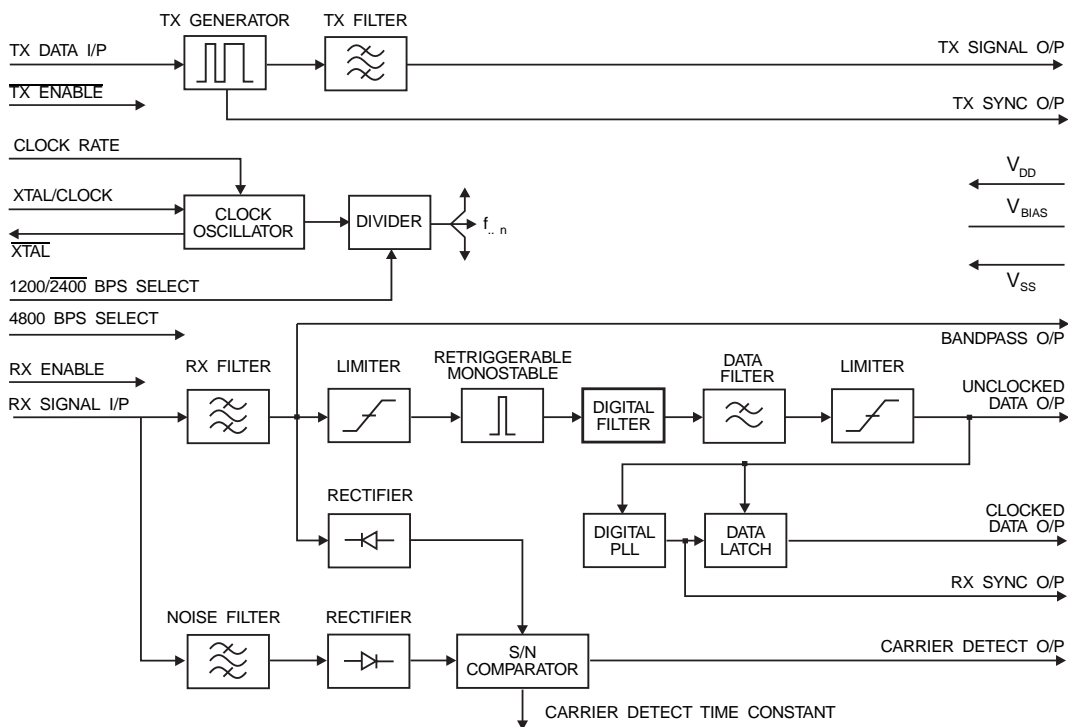 TX GENERATOR
TX FILTER
TX DATA I/P
TX SIGNAL O/P
TX ENABLE
TX SYNC O/P
CLOCK RATE
VDD
XTAL/CLOCK
CLOCK
OSCILLATOR
DIVIDER
f.. n
VBIAS
XTAL
1200/2400 BPS SELECT
VSS
4800 BPS SELECT
BANDPASS O/P
RX ENABLE
RX FILTER
LIMITER
RETRIGGERABLE
MONOSTABLE
DATA
FILTER
LIMITER
UNCLOCKED
DATA O/P
RX SIGNAL I/P
DIGITAL
FILTER
RECTIFIER
DIGITAL
PLL
DATA
LATCH
CLOCKED
DATA O/P
RX SYNC O/P
NOISE FILTER
RECTIFIER
S/N
COMPARATOR
CARRIER DETECT O/P
CARRIER DETECT TIME CONSTANT